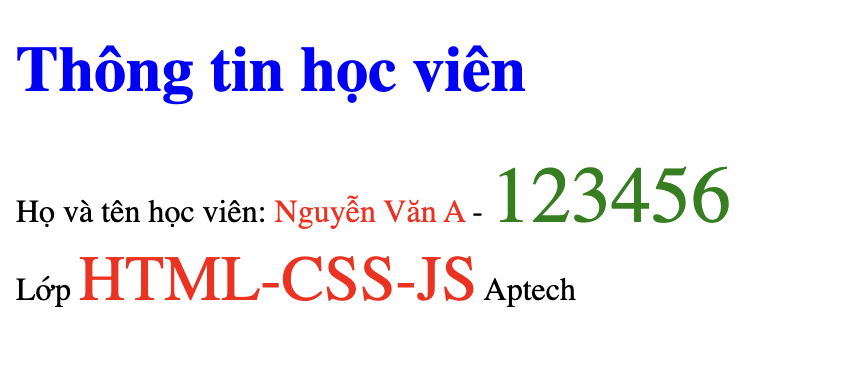 Thông tin học viên
Họ và tên học viên: Nguyễn Văn A - 123456
Lớp HTML-CSS-JS Aptech